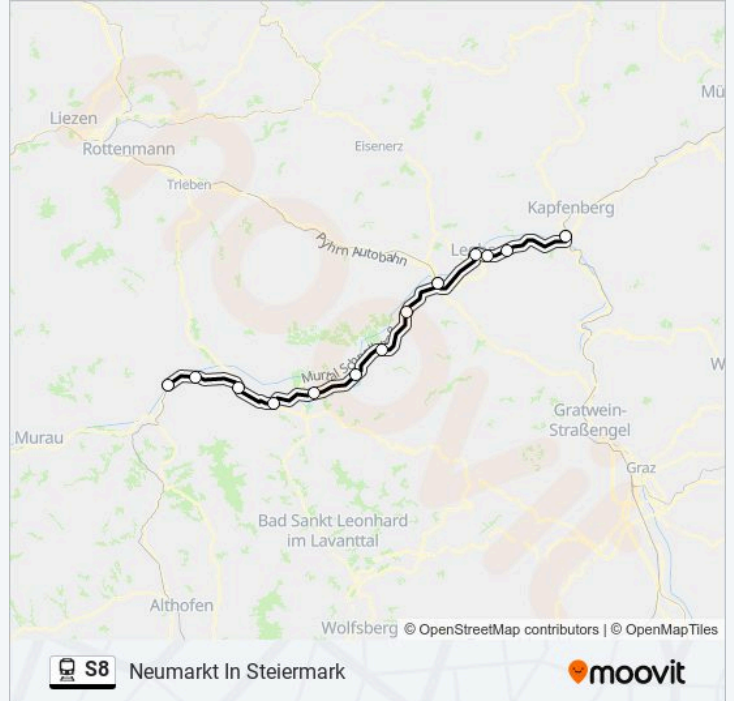 Liezen
Mü
Rottenmann
Eisenerz
Trieben
Kapfenberg
Pyhrn Autobahn
W
Gratwein-
Straßengel
Murau
Graz
Bad Sankt Leonhard
im Lavanttal
Althofen
Wolfsberg
© OpenStreetMap contributors | © OpenMapTiles
S8 Neumarkt In Steiermark
moovit